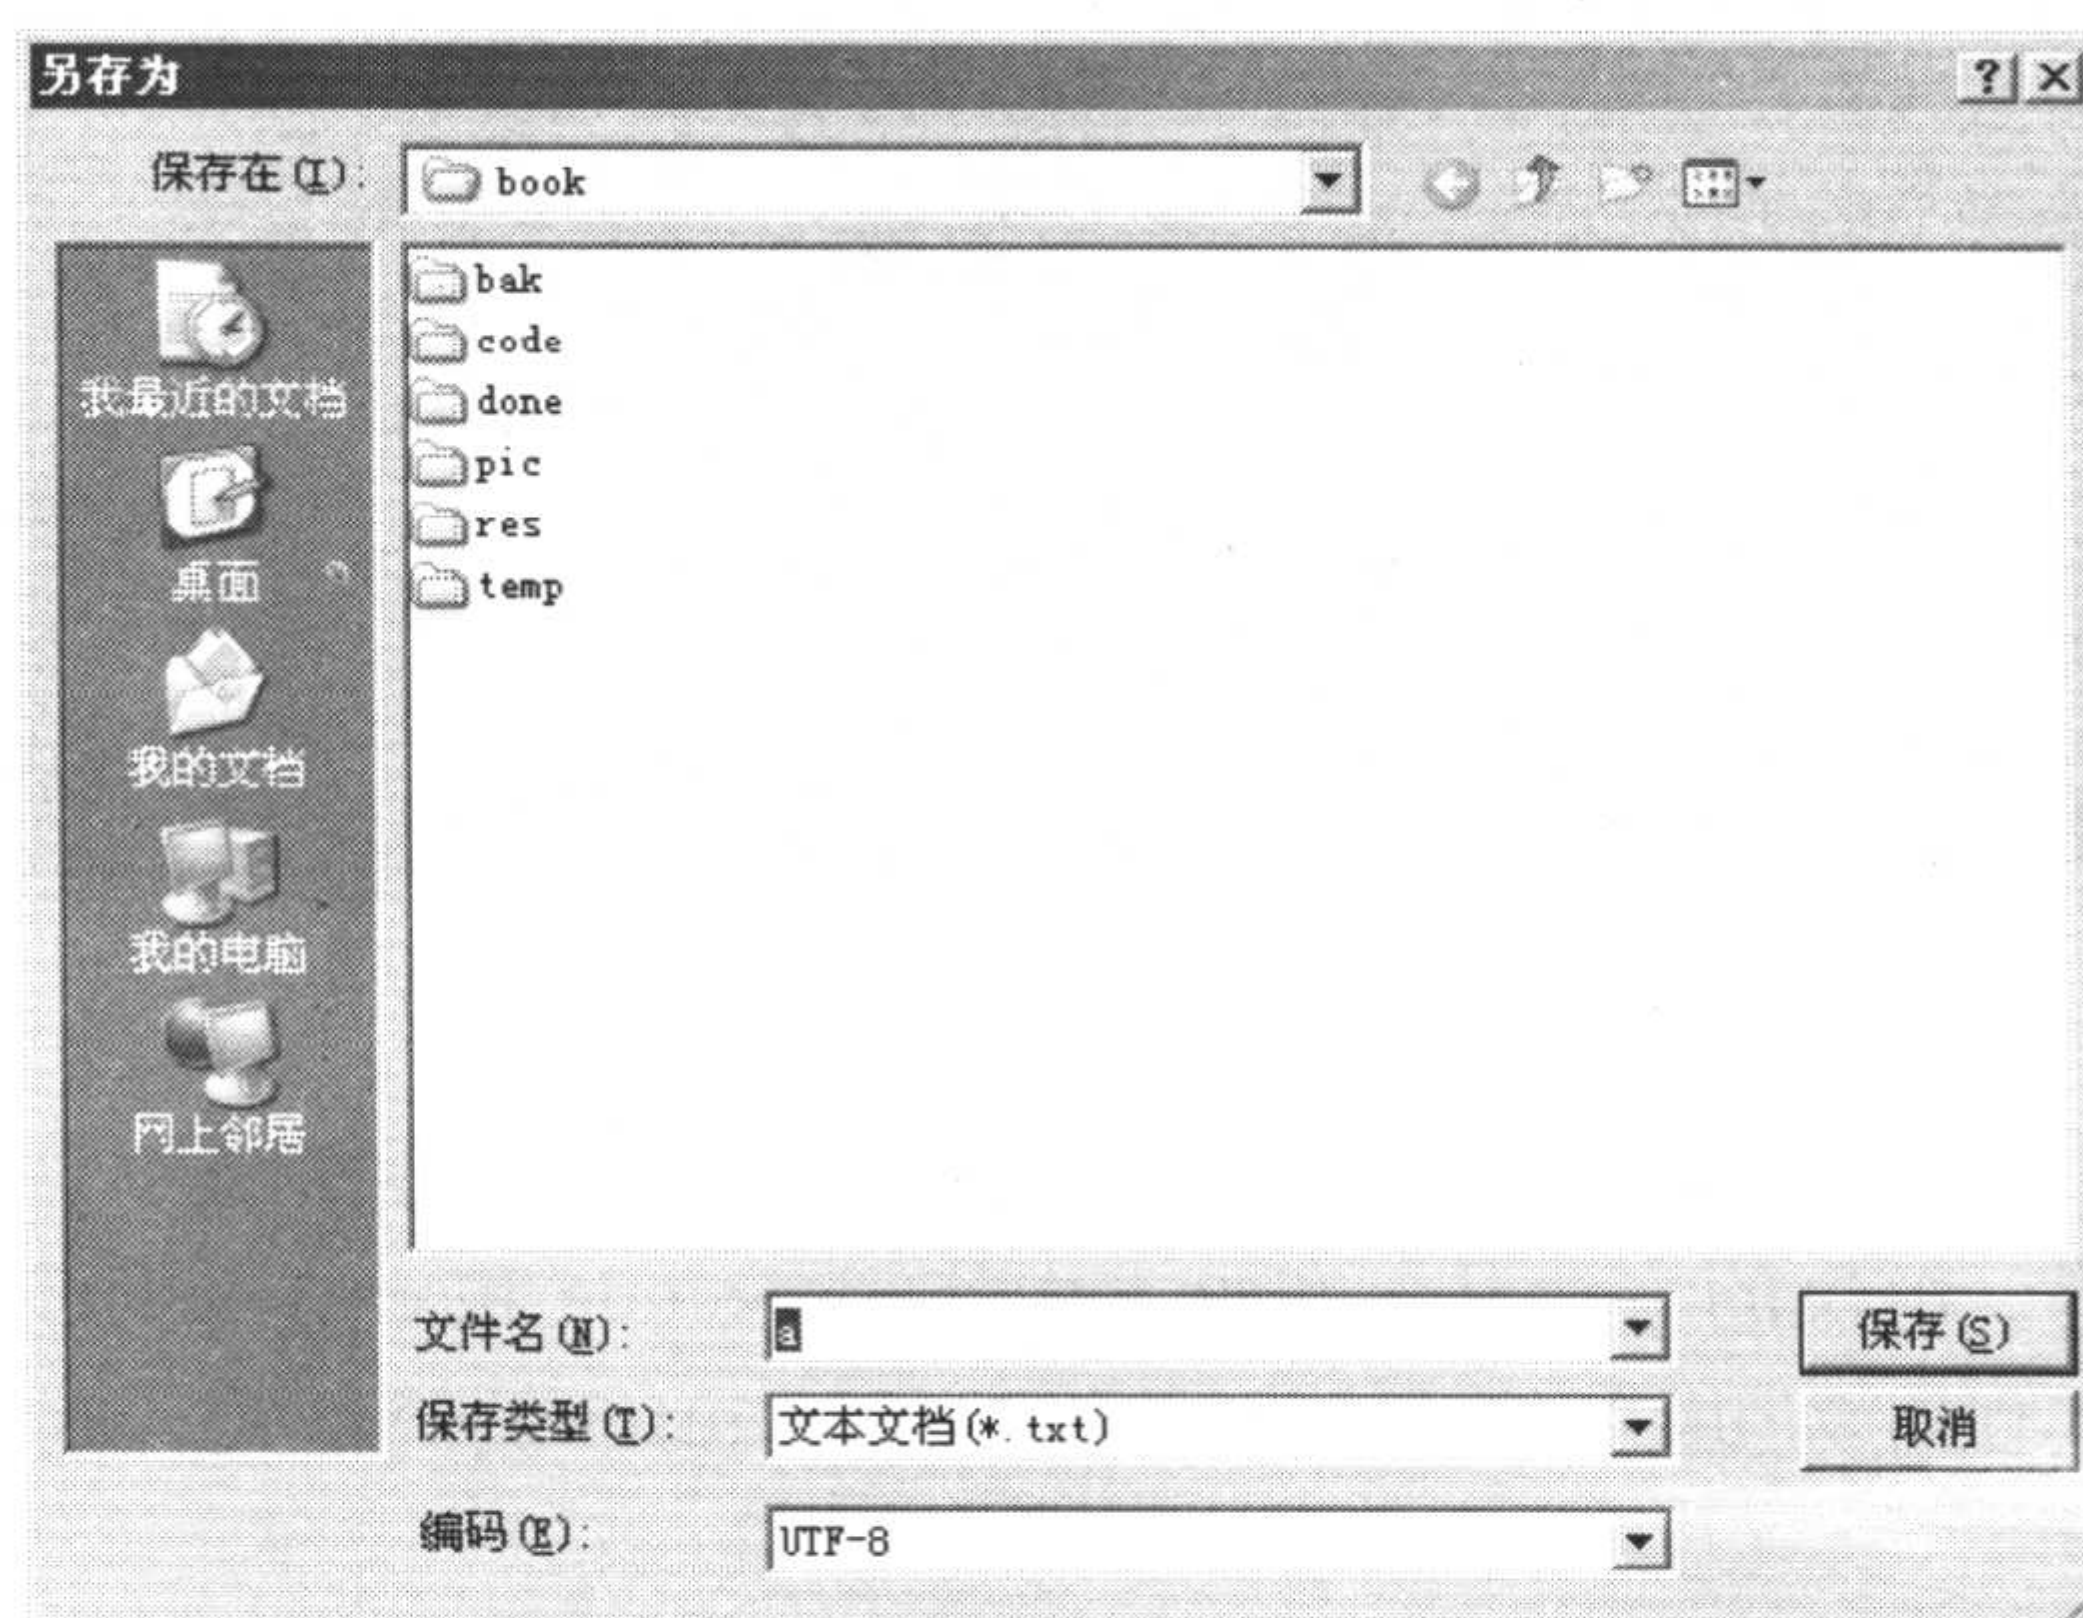 另存为
保存在(I):
book
我最近的文档
桌面
我的文档
我的电脑
网上邻居
bak
code
done
pic
res
temp
文件名(N):
a
保存(S)
保存类型(T):
文本文档(*.txt)
取消
编码(E):
UTF-8